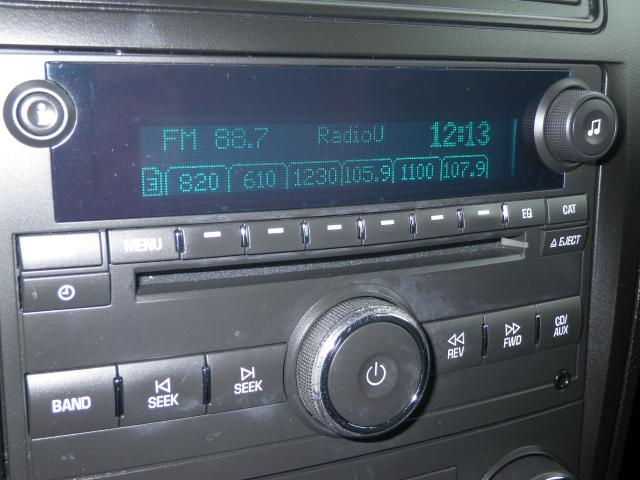 FM 88.7 RadioU 12:13
3 820 610 1230 105.9 1100 107.9
MENU EQ CAT
EJECT
BAND SEEK SEEK REV FWD CD/
AUX